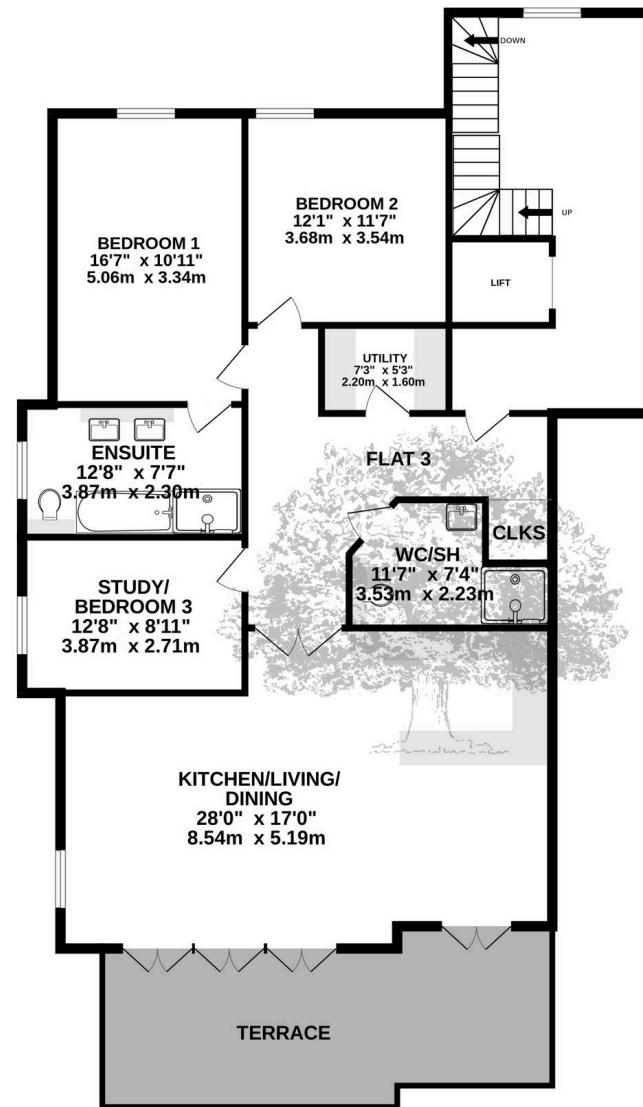 DOWN
UP
LIFT
BEDROOM 1
16'7" x 10'11"
5.06m x 3.34m
BEDROOM 2
12'1" x 11'7"
3.68m x 3.54m
UTILITY
7'3" x 5'3"
2.20m x 1.60m
ENSUITE
12'8" x 7'7"
3.87m x 2.30m
FLAT 3
CLKS
WC/SH
11'7" x 7'4"
3.53m x 2.23m
STUDY/
BEDROOM 3
12'8" x 8'11"
3.87m x 2.71m
KITCHEN/LIVING/
DINING
28'0" x 17'0"
8.54m x 5.19m
TERRACE